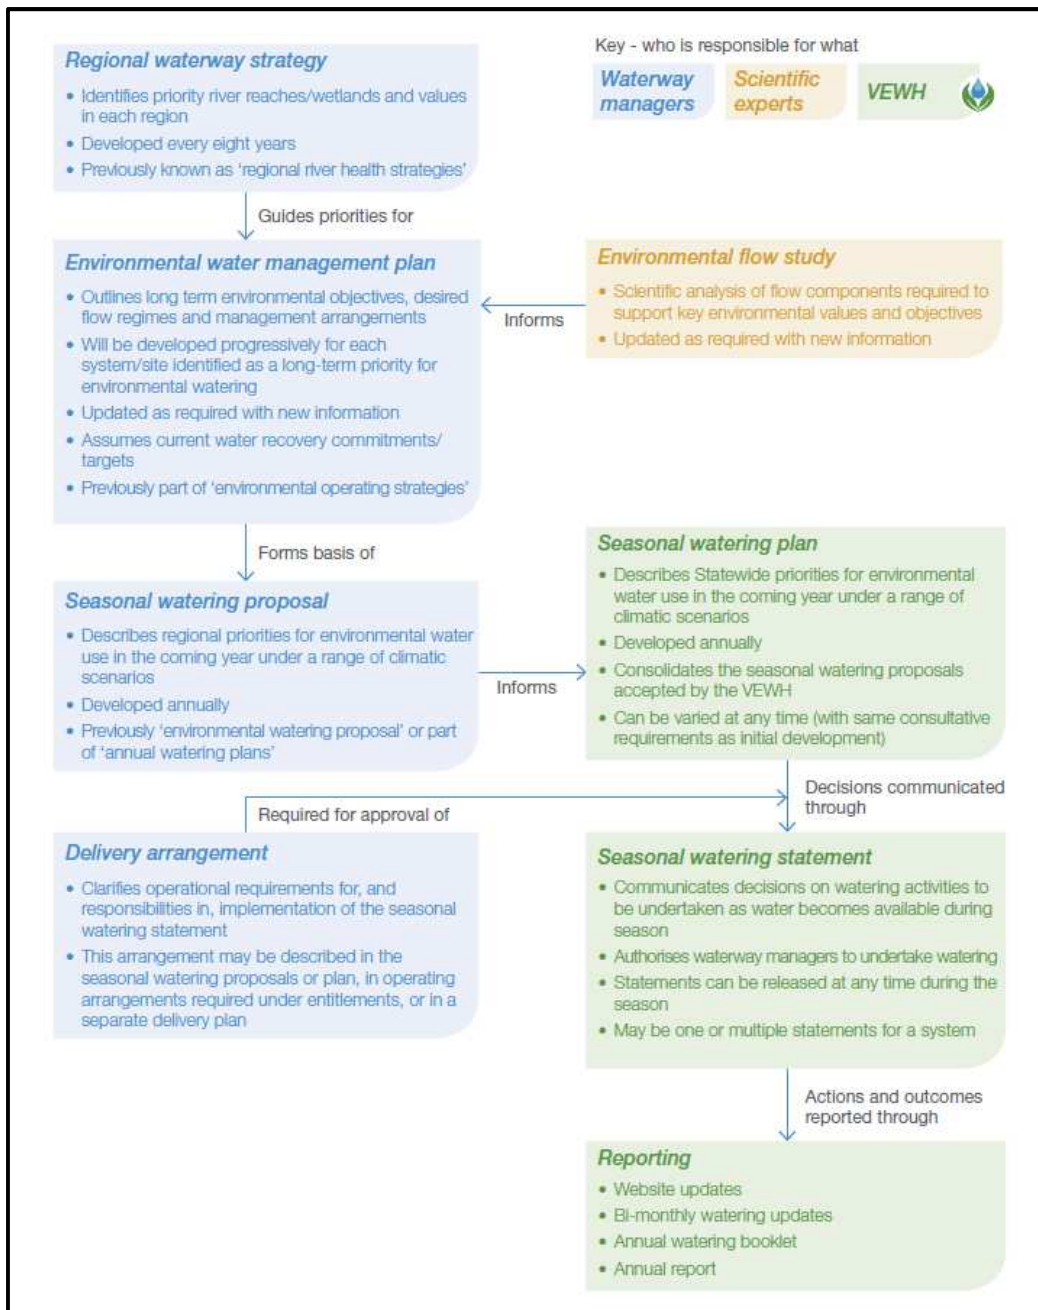 Key - who is responsible for what
Waterway
managers
Scientific
experts
VEWH
Regional waterway strategy
• Identifies priority river reaches/wetlands and values
in each region
• Developed every eight years
• Previously known as 'regional river health strategies'
Guides priorities for
Environmental water management plan
• Outlines long term environmental objectives, desired
flow regimes and management arrangements
• Will be developed progressively for each
system/site identified as a long-term priority for
environmental watering
• Updated as required with new information
• Assumes current water recovery commitments/
targets
• Previously part of 'environmental operating strategies'
Informs
Environmental flow study
• Scientific analysis of flow components required to
support key environmental values and objectives
• Updated as required with new information
Forms basis of
Seasonal watering proposal
• Describes regional priorities for environmental water
use in the coming year under a range of climatic
scenarios
• Developed annually
• Previously 'environmental watering proposal' or part
of 'annual watering plans'
Informs
Seasonal watering plan
• Describes Statewide priorities for environmental
water use in the coming year under a range of
climatic scenarios
• Developed annually
• Consolidates the seasonal watering proposals
accepted by the VEWH
• Can be varied at any time (with same consultative
requirements as initial development)
Decisions communicated
through
Required for approval of
Delivery arrangement
• Clarifies operational requirements for, and
responsibilities in, implementation of the seasonal
watering statement
• This arrangement may be described in the
seasonal watering proposals or plan, in operating
arrangements required under entitlements, or in a
separate delivery plan
Seasonal watering statement
• Communicates decisions on watering activities to
be undertaken as water becomes available during
season
• Authorises waterway managers to undertake watering
• Statements can be released at any time during the
season
• May be one or multiple statements for a system
Actions and outcomes
reported through
Reporting
• Website updates
• Bi-monthly watering updates
• Annual watering booklet
• Annual report